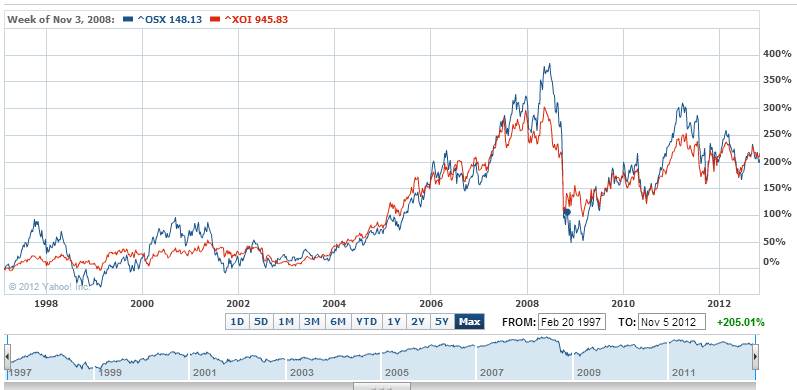 Week of Nov 3, 2008: ^OSX 148.13 ^XOI 945.83
400%
350%
300%
250%
200%
150%
100%
50%
0%
© 2012 Yahoo! Inc.
1998 2000 2002 2004 2006 2008 2010 2012
1D 5D 1M 3M 6M YTD 1Y 2Y 5Y Max FROM: Feb 20 1997 TO: Nov 5 2012 +205.01%
1997 1999 2001 2003 2005 2007 2009 2011